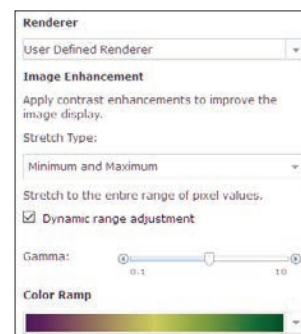 Renderer
User Defined Renderer
Image Enhancement
Apply contrast enhancements to improve the
image display.
Stretch Type:
Minimum and Maximum
Stretch to the entire range of pixel values.
Dynamic range adjustment
Gamma:
0.1 10
Color Ramp